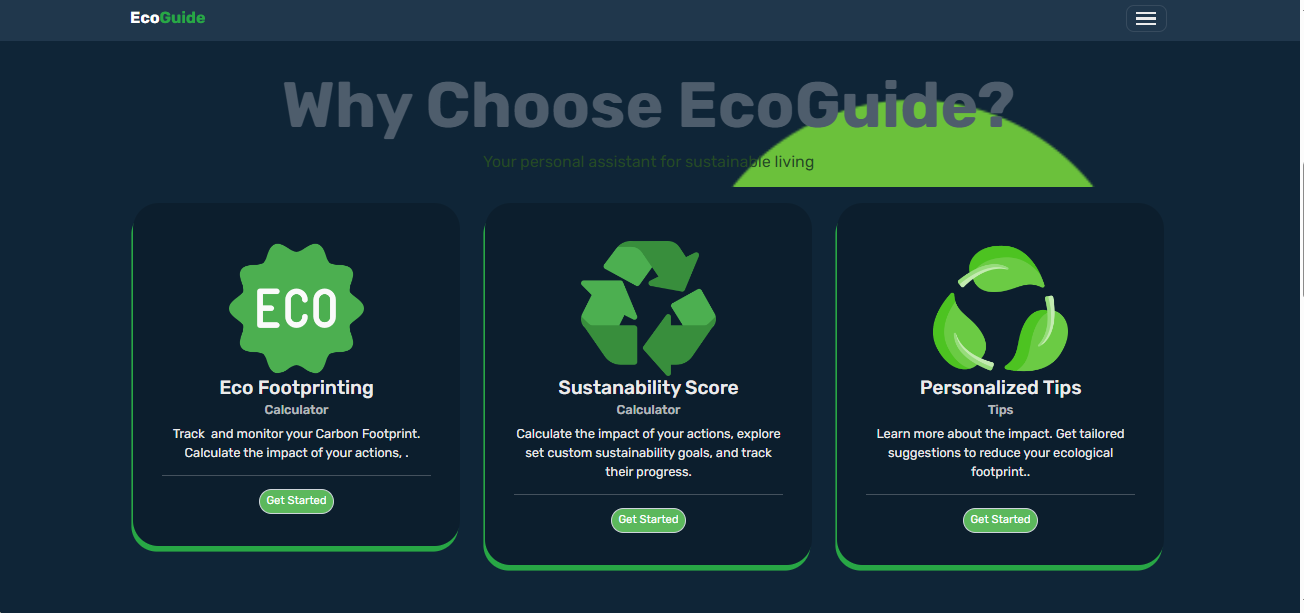 EcoGuide
Why Choose EcoGuide?
Your personal assistant for sustainable living
ECO
Eco Footprinting
Calculator
Track  and monitor your Carbon Footprint.
Calculate the impact of your actions, .
Get Started
Sustanability Score
Calculator
Calculate the impact of your actions, explore
set custom sustainability goals, and track
their progress.
Get Started
Personalized Tips
Tips
Learn more about the impact. Get tailored
suggestions to reduce your ecological
footprint..
Get Started